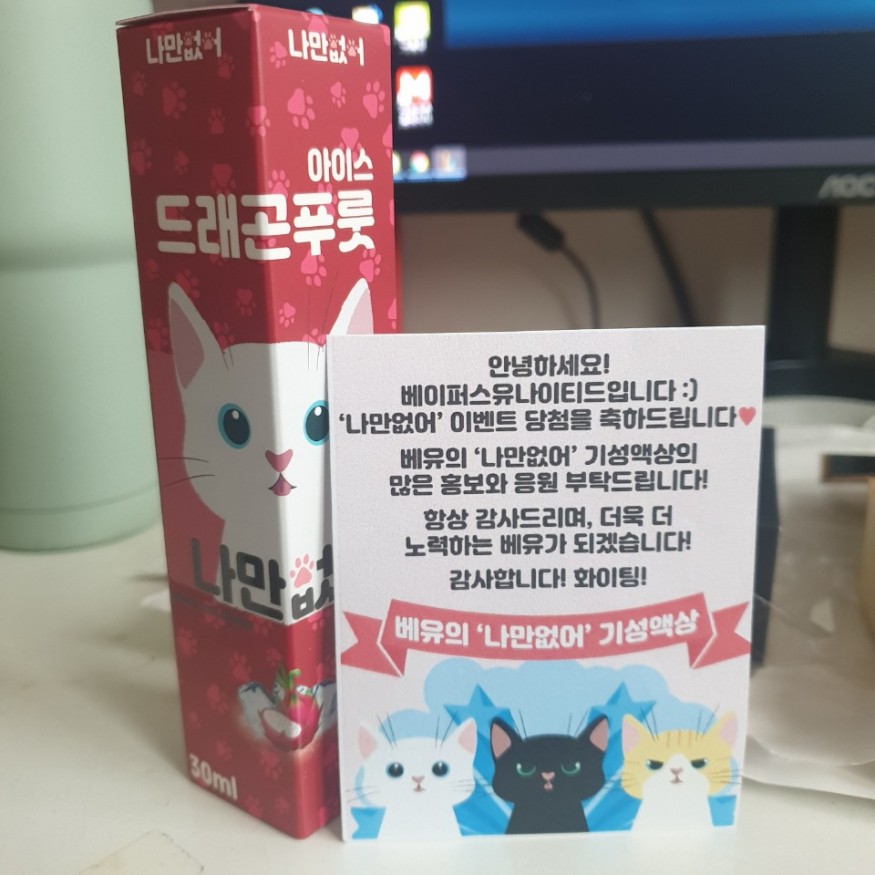 나만없어
나만없어
아이스
드래곤푸룻
나만없
30ml
AOC
안녕하세요!
베이퍼스유나이티드입니다 :)
‘나만없어’ 이벤트 당첨을 축하드립니다♥
베유의 ‘나만없어’ 기성액상의
많은 홍보와 응원 부탁드립니다!
항상 감사드리며, 더욱 더
노력하는 베유가 되겠습니다!
감사합니다! 화이팅!
베유의 ‘나만없어’ 기성액상